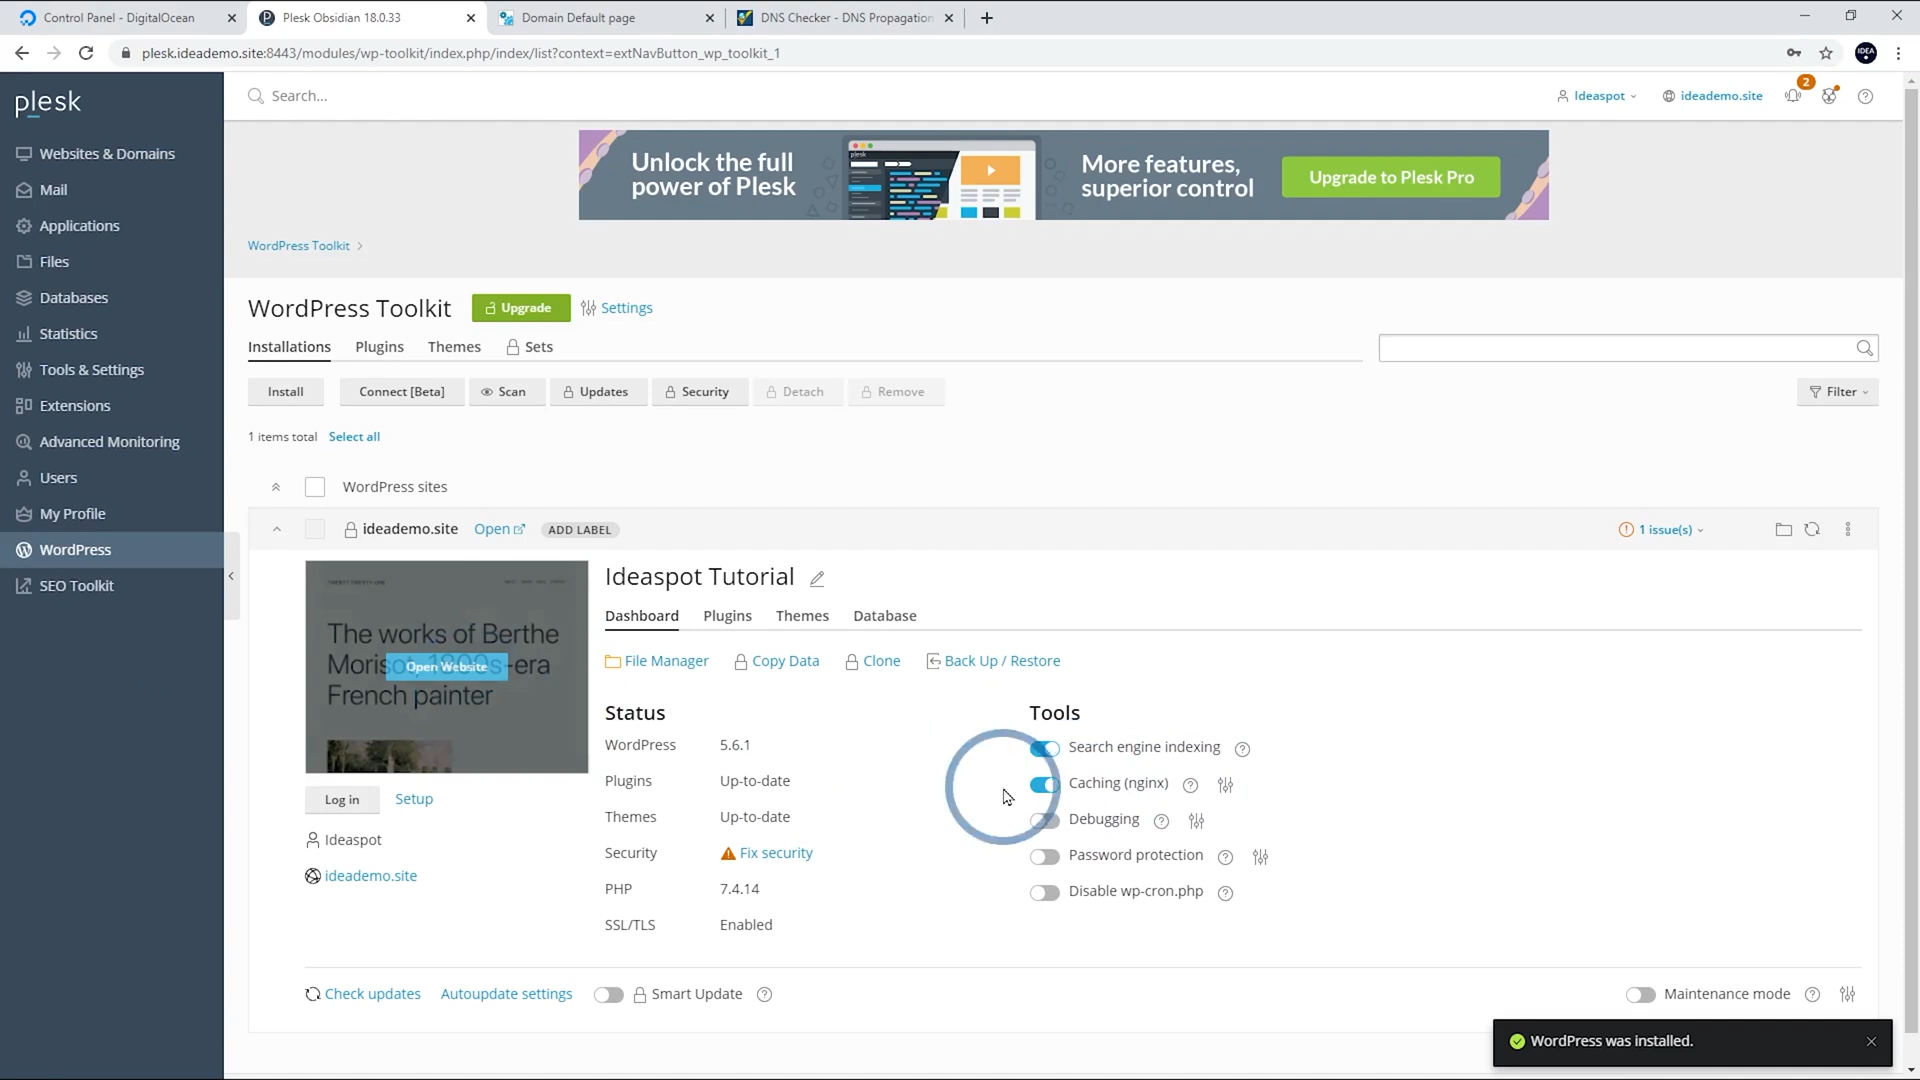 Control Panel - DigitalOcean
Plesk Obsidian 18.0.33
Domain Default page
DNS Checker - DNS Propagation
plesk.ideademo.site:8443/modules/wp-toolkit/index.php/index/list?context=extNavButton_wp_toolkit_1
IDEA
plesk
Search...
Ideaspot
ideademo.site
2
Websites & Domains
Mail
Applications
Files
Databases
Statistics
Tools & Settings
Extensions
Advanced Monitoring
Users
My Profile
WordPress
SEO Toolkit
Unlock the full
power of Plesk
plesk
More features,
superior control
Upgrade to Plesk Pro
WordPress Toolkit >
WordPress Toolkit
Upgrade
Settings
Installations
Plugins
Themes
Sets
Install
Connect [Beta]
Scan
Updates
Security
Detach
Remove
Filter
1 items total
Select all
WordPress sites
ideademo.site
Open
ADD LABEL
1 issue(s)
TWENTY TWENTY-ONE
The works of Berthe
Morisot, 1800s-era
French painter
Open Website
Ideaspot Tutorial
Dashboard
Plugins
Themes
Database
File Manager
Copy Data
Clone
Back Up / Restore
Status
WordPress 5.6.1
Plugins Up-to-date
Themes Up-to-date
Security Fix security
PHP 7.4.14
SSL/TLS Enabled
Tools
Search engine indexing
Caching (nginx)
Debugging
Password protection
Disable wp-cron.php
Log in
Setup
Ideaspot
ideademo.site
Check updates
Autoupdate settings
Smart Update
Maintenance mode
WordPress was installed.